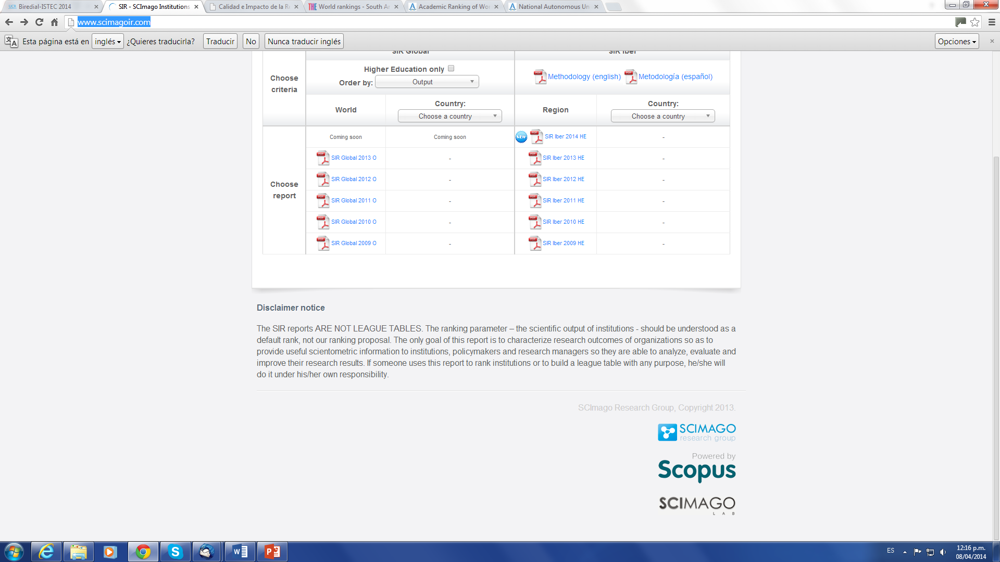 Biredial-ISTEC 2014
SIR - SCImago Institutions
Calidad e Impacto de la R
World rankings - South A
Academic Ranking of Wo
National Autonomous Un
www.scimagoir.com
Esta página está en inglés ¿Quieres traducirla? Traducir No Nunca traducir inglés Opciones
SIR Global SIR Iber
Choose criteria
Higher Education only
Order by: Output
Methodology (english) Metodología (español)
World
Country:
Choose a country
Region
Country:
Choose a country
Choose report
Coming soon Coming soon NEW SIR Iber 2014 HE -
SIR Global 2013 O - SIR Iber 2013 HE -
SIR Global 2012 O - SIR Iber 2012 HE -
SIR Global 2011 O - SIR Iber 2011 HE -
SIR Global 2010 O - SIR Iber 2010 HE -
SIR Global 2009 O - SIR Iber 2009 HE -
Disclaimer notice
The SIR reports ARE NOT LEAGUE TABLES. The ranking parameter – the scientific output of institutions - should be understood as a
default rank, not our ranking proposal. The only goal of this report is to characterize research outcomes of organizations so as to
provide useful scientometric information to institutions, policymakers and research managers so they are able to analyze, evaluate and
improve their research results. If someone uses this report to rank institutions or to build a league table with any purpose, he/she will
do it under his/her own responsibility.
SCImago Research Group, Copyright 2013.
SCIMAGO
research group
Powered by
Scopus
SCIMAGO
LAB
ES
12:16 p.m.
08/04/2014